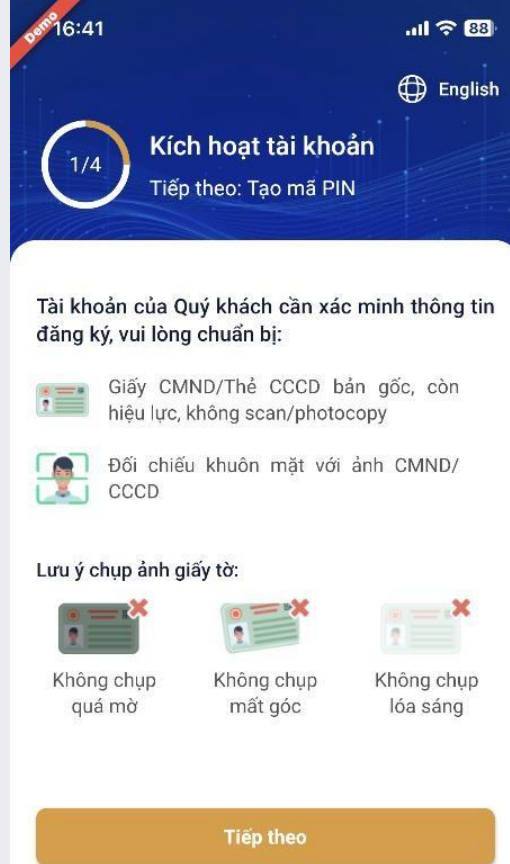 Demo
16:41
88
English
1/4
Kích hoạt tài khoản
Tiếp theo: Tạo mã PIN
Tài khoản của Quý khách cần xác minh thông tin
đăng ký, vui lòng chuẩn bị:
Giấy CMND/Thẻ CCCD bản gốc, còn
hiệu lực, không scan/photocopy
Đối chiếu khuôn mặt với ảnh CMND/
CCCD
Lưu ý chụp ảnh giấy tờ:
Không chụp
quá mờ
Không chụp
mất góc
Không chụp
lóa sáng
Tiếp theo